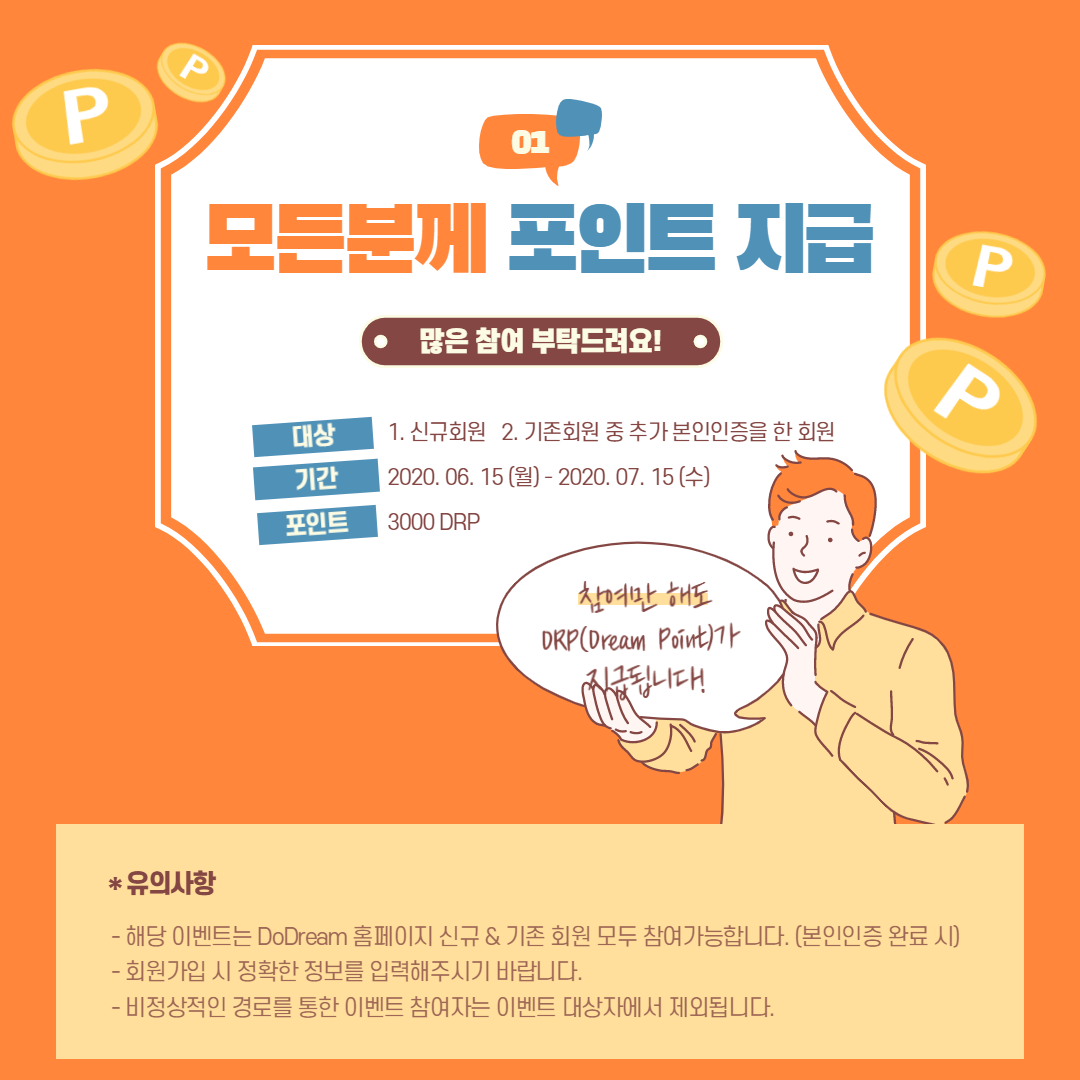 P
P
01
모든분께 포인트 지급
많은 참여 부탁드려요!
P
P
대상 1. 신규회원 2. 기존회원 중 추가 본인인증을 한 회원
기간 2020. 06. 15 (월) - 2020. 07. 15 (수)
포인트 3000 DRP
참여만 해도
DRP(Dream Point)가
지급됩니다!
* 유의사항
- 해당 이벤트는 DoDream 홈페이지 신규 & 기존 회원 모두 참여가능합니다. (본인인증 완료 시)
- 회원가입 시 정확한 정보를 입력해주시기 바랍니다.
- 비정상적인 경로를 통한 이벤트 참여자는 이벤트 대상자에서 제외됩니다.